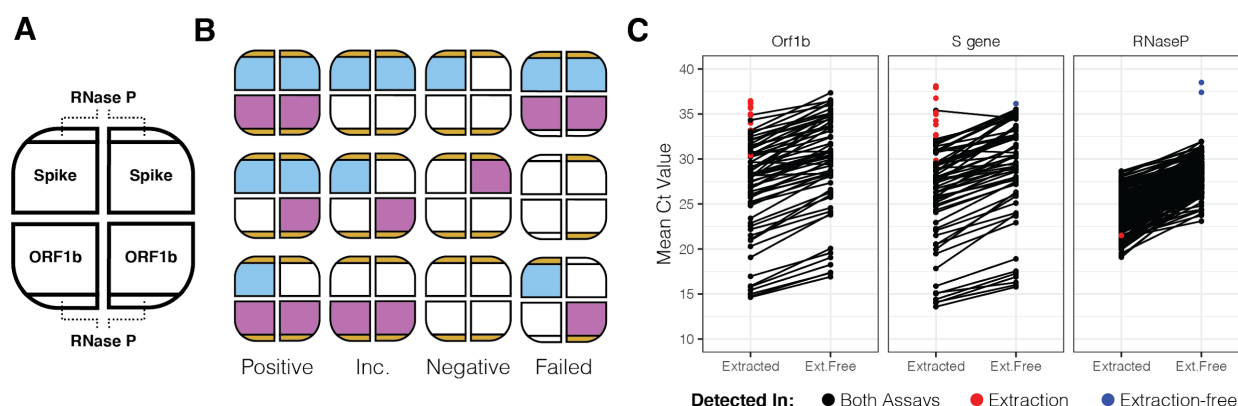 A
RNase P
Spike Spike
ORF1b ORF1b
RNase P
B
Positive Inc. Negative Failed
C
Orf1b S gene RNaseP
Mean Ct Value
40
35
30
25
20
15
10
Extracted Ext.Free Extracted Ext.Free Extracted Ext.Free
Detected In: Both Assays Extraction Extraction-free